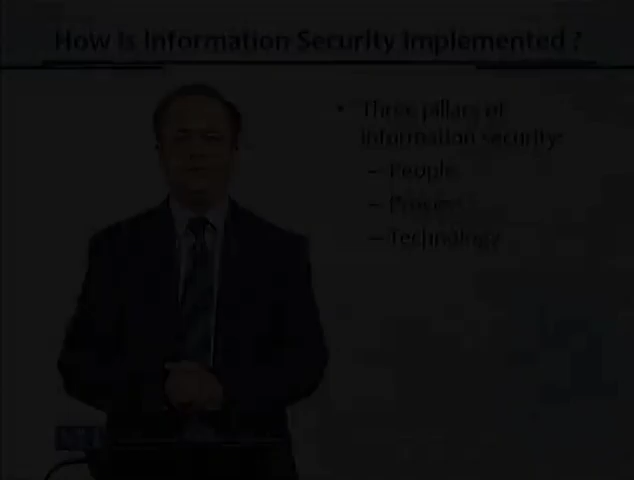 How is Information Security Implemented ?
• Three pillars of
information security:
– People
– Process
– Technology